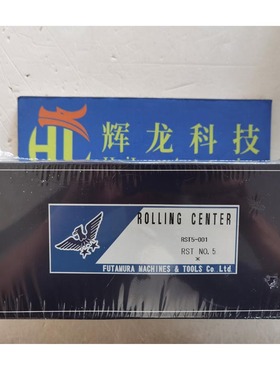 HL 辉龙科技
ROLLING CENTER
RST5-001
RST NO.5
×
FUTAMURA MACHINES & TOOLS Co.Ltd.